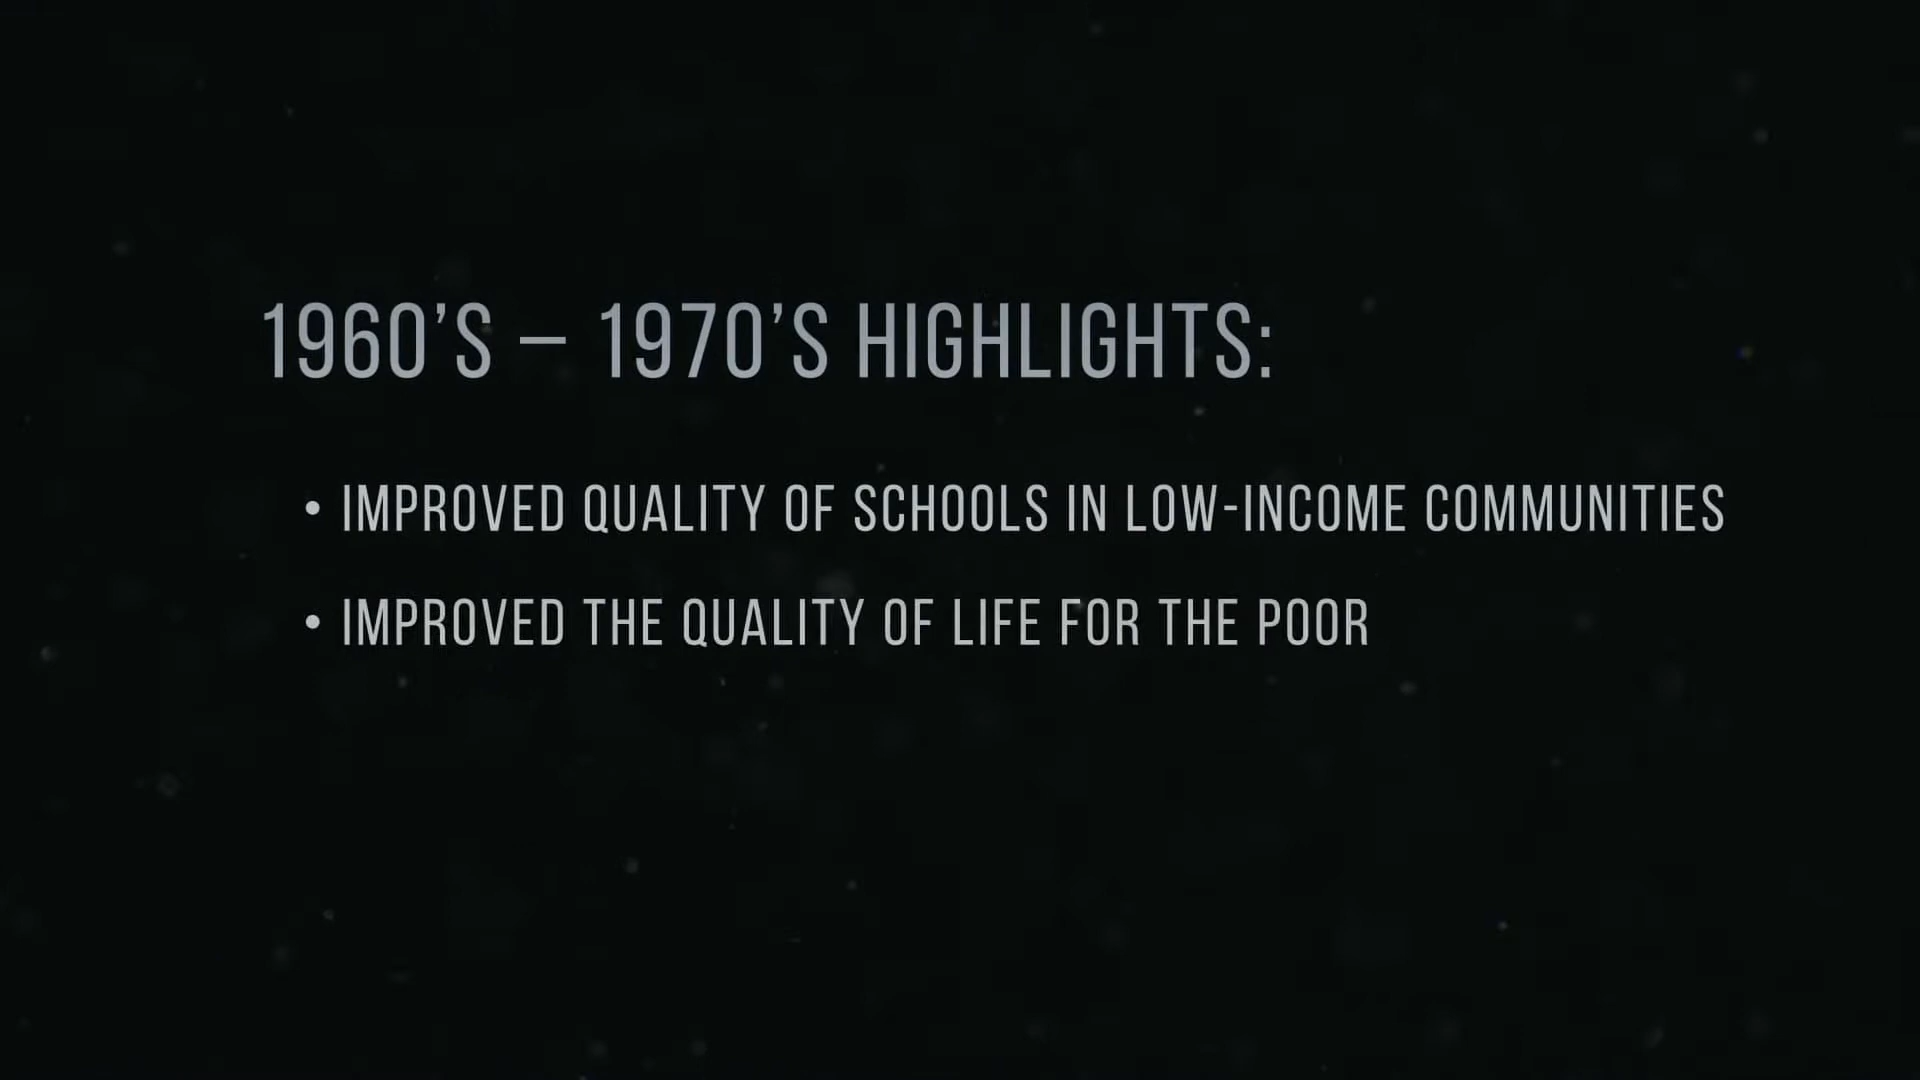 1960’S – 1970’S HIGHLIGHTS:
• IMPROVED QUALITY OF SCHOOLS IN LOW-INCOME COMMUNITIES
• IMPROVED THE QUALITY OF LIFE FOR THE POOR